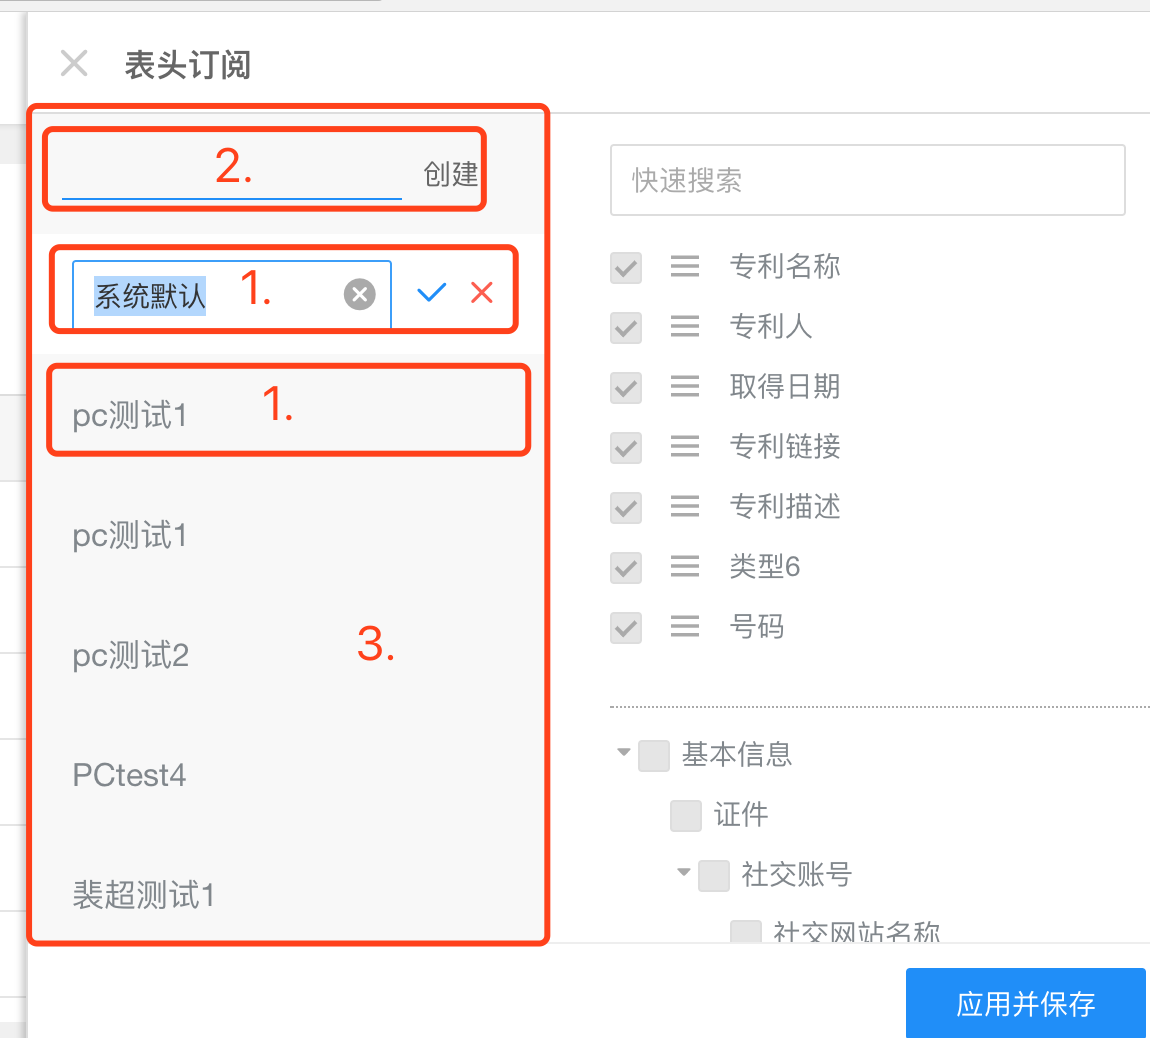 表头订阅
2.
创建
系统默认
1.
pc测试1
1.
pc测试1
pc测试2
3.
PCtest4
裴超测试1
快速搜索
专利名称
专利人
取得日期
专利链接
专利描述
类型6
号码
基本信息
证件
社交账号
社交网站名称
应用并保存